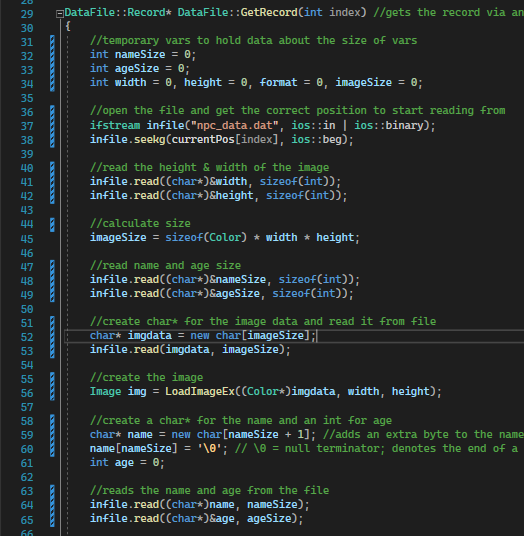 28
29 DataFile::Record* DataFile::GetRecord(int index) //gets the record via an
30 {
31 //temporary vars to hold data about the size of vars
32 int nameSize = 0;
33 int ageSize = 0;
34 int width = 0, height = 0, format = 0, imageSize = 0;
35
36 //open the file and get the correct position to start reading from
37 ifstream infile("npc_data.dat", ios::in | ios::binary);
38 infile.seekg(currentPos[index], ios::beg);
39
40 //read the height & width of the image
41 infile.read((char*)&width, sizeof(int));
42 infile.read((char*)&height, sizeof(int));
43
44 //calculate size
45 imageSize = sizeof(Color) * width * height;
46
47 //read name and age size
48 infile.read((char*)&nameSize, sizeof(int));
49 infile.read((char*)&ageSize, sizeof(int));
50
51 //create char* for the image data and read it from file
52 char* imgdata = new char[imageSize];
53 infile.read(imgdata, imageSize);
54
55 //create the image
56 Image img = LoadImageEx((Color*)imgdata, width, height);
57
58 //create a char* for the name and an int for age
59 char* name = new char[nameSize + 1]; //adds an extra byte to the name
60 name[nameSize] = '\0'; // \0 = null terminator; denotes the end of a
61 int age = 0;
62
63 //reads the name and age from the file
64 infile.read((char*)name, nameSize);
65 infile.read((char*)&age, ageSize);
66